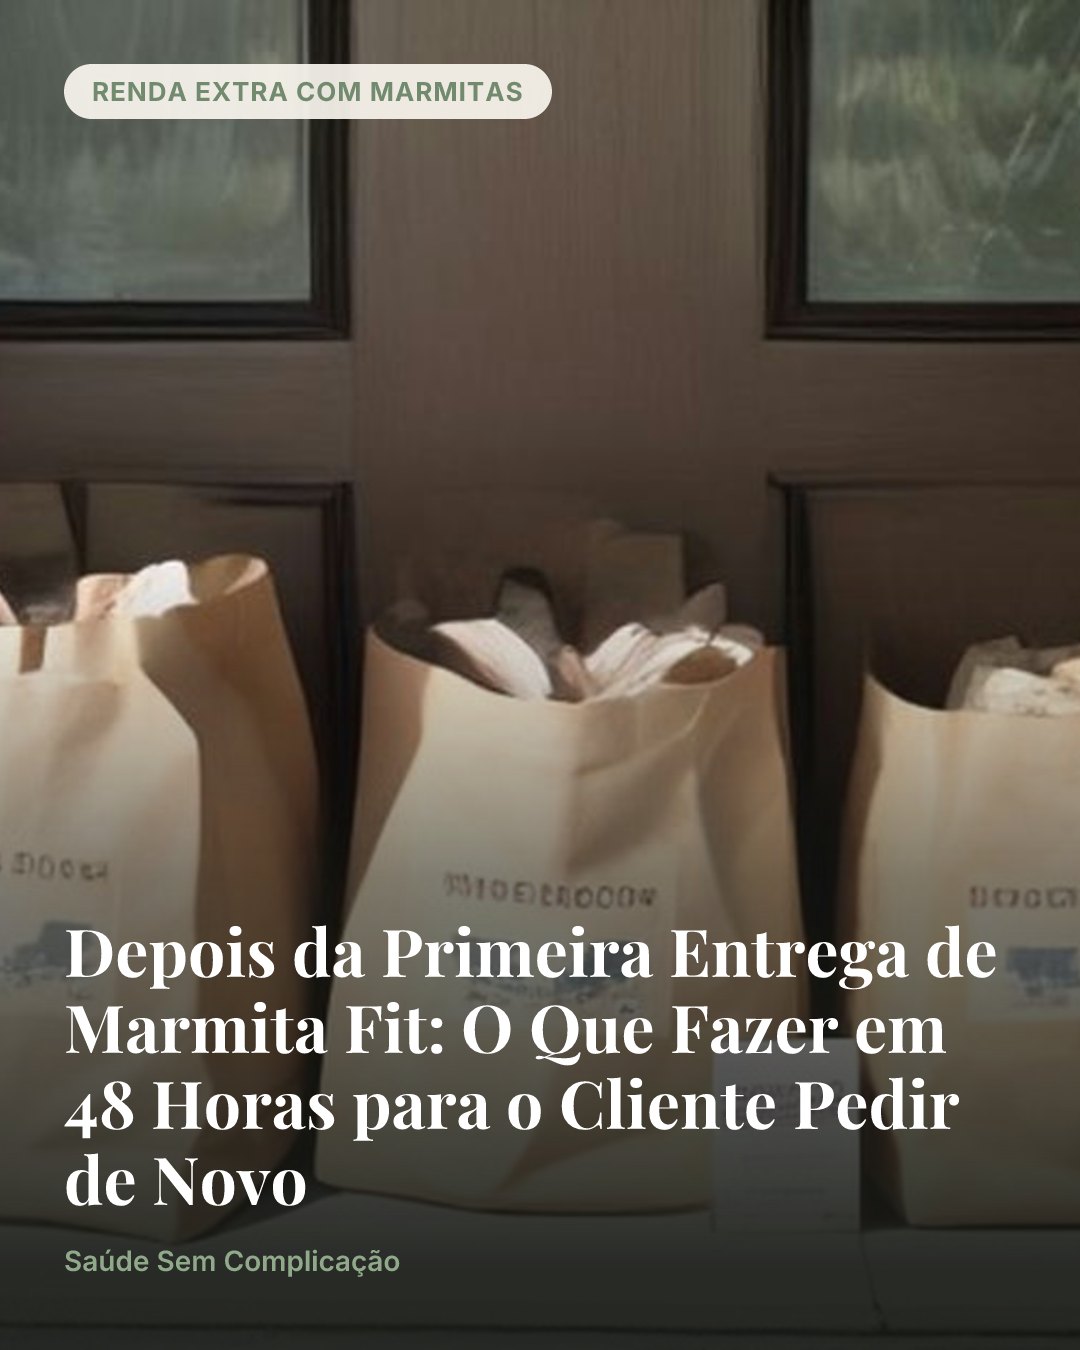 RENDA EXTRA COM MARMITAS
Depois da Primeira Entrega de
Marmita Fit: O Que Fazer em
48 Horas para o Cliente Pedir
de Novo
Saúde Sem Complicação